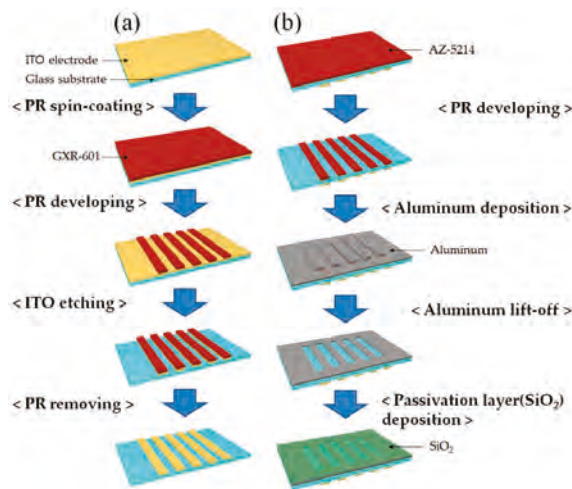 (a)
ITO electrode
Glass substrate
< PR spin-coating >
GXR-601
< PR developing >
< ITO etching >
< PR removing >
(b)
AZ-5214
< PR developing >
< Aluminum deposition >
Aluminum
< Aluminum lift-off >
< Passivation layer(SiO₂)
deposition >
SiO₂